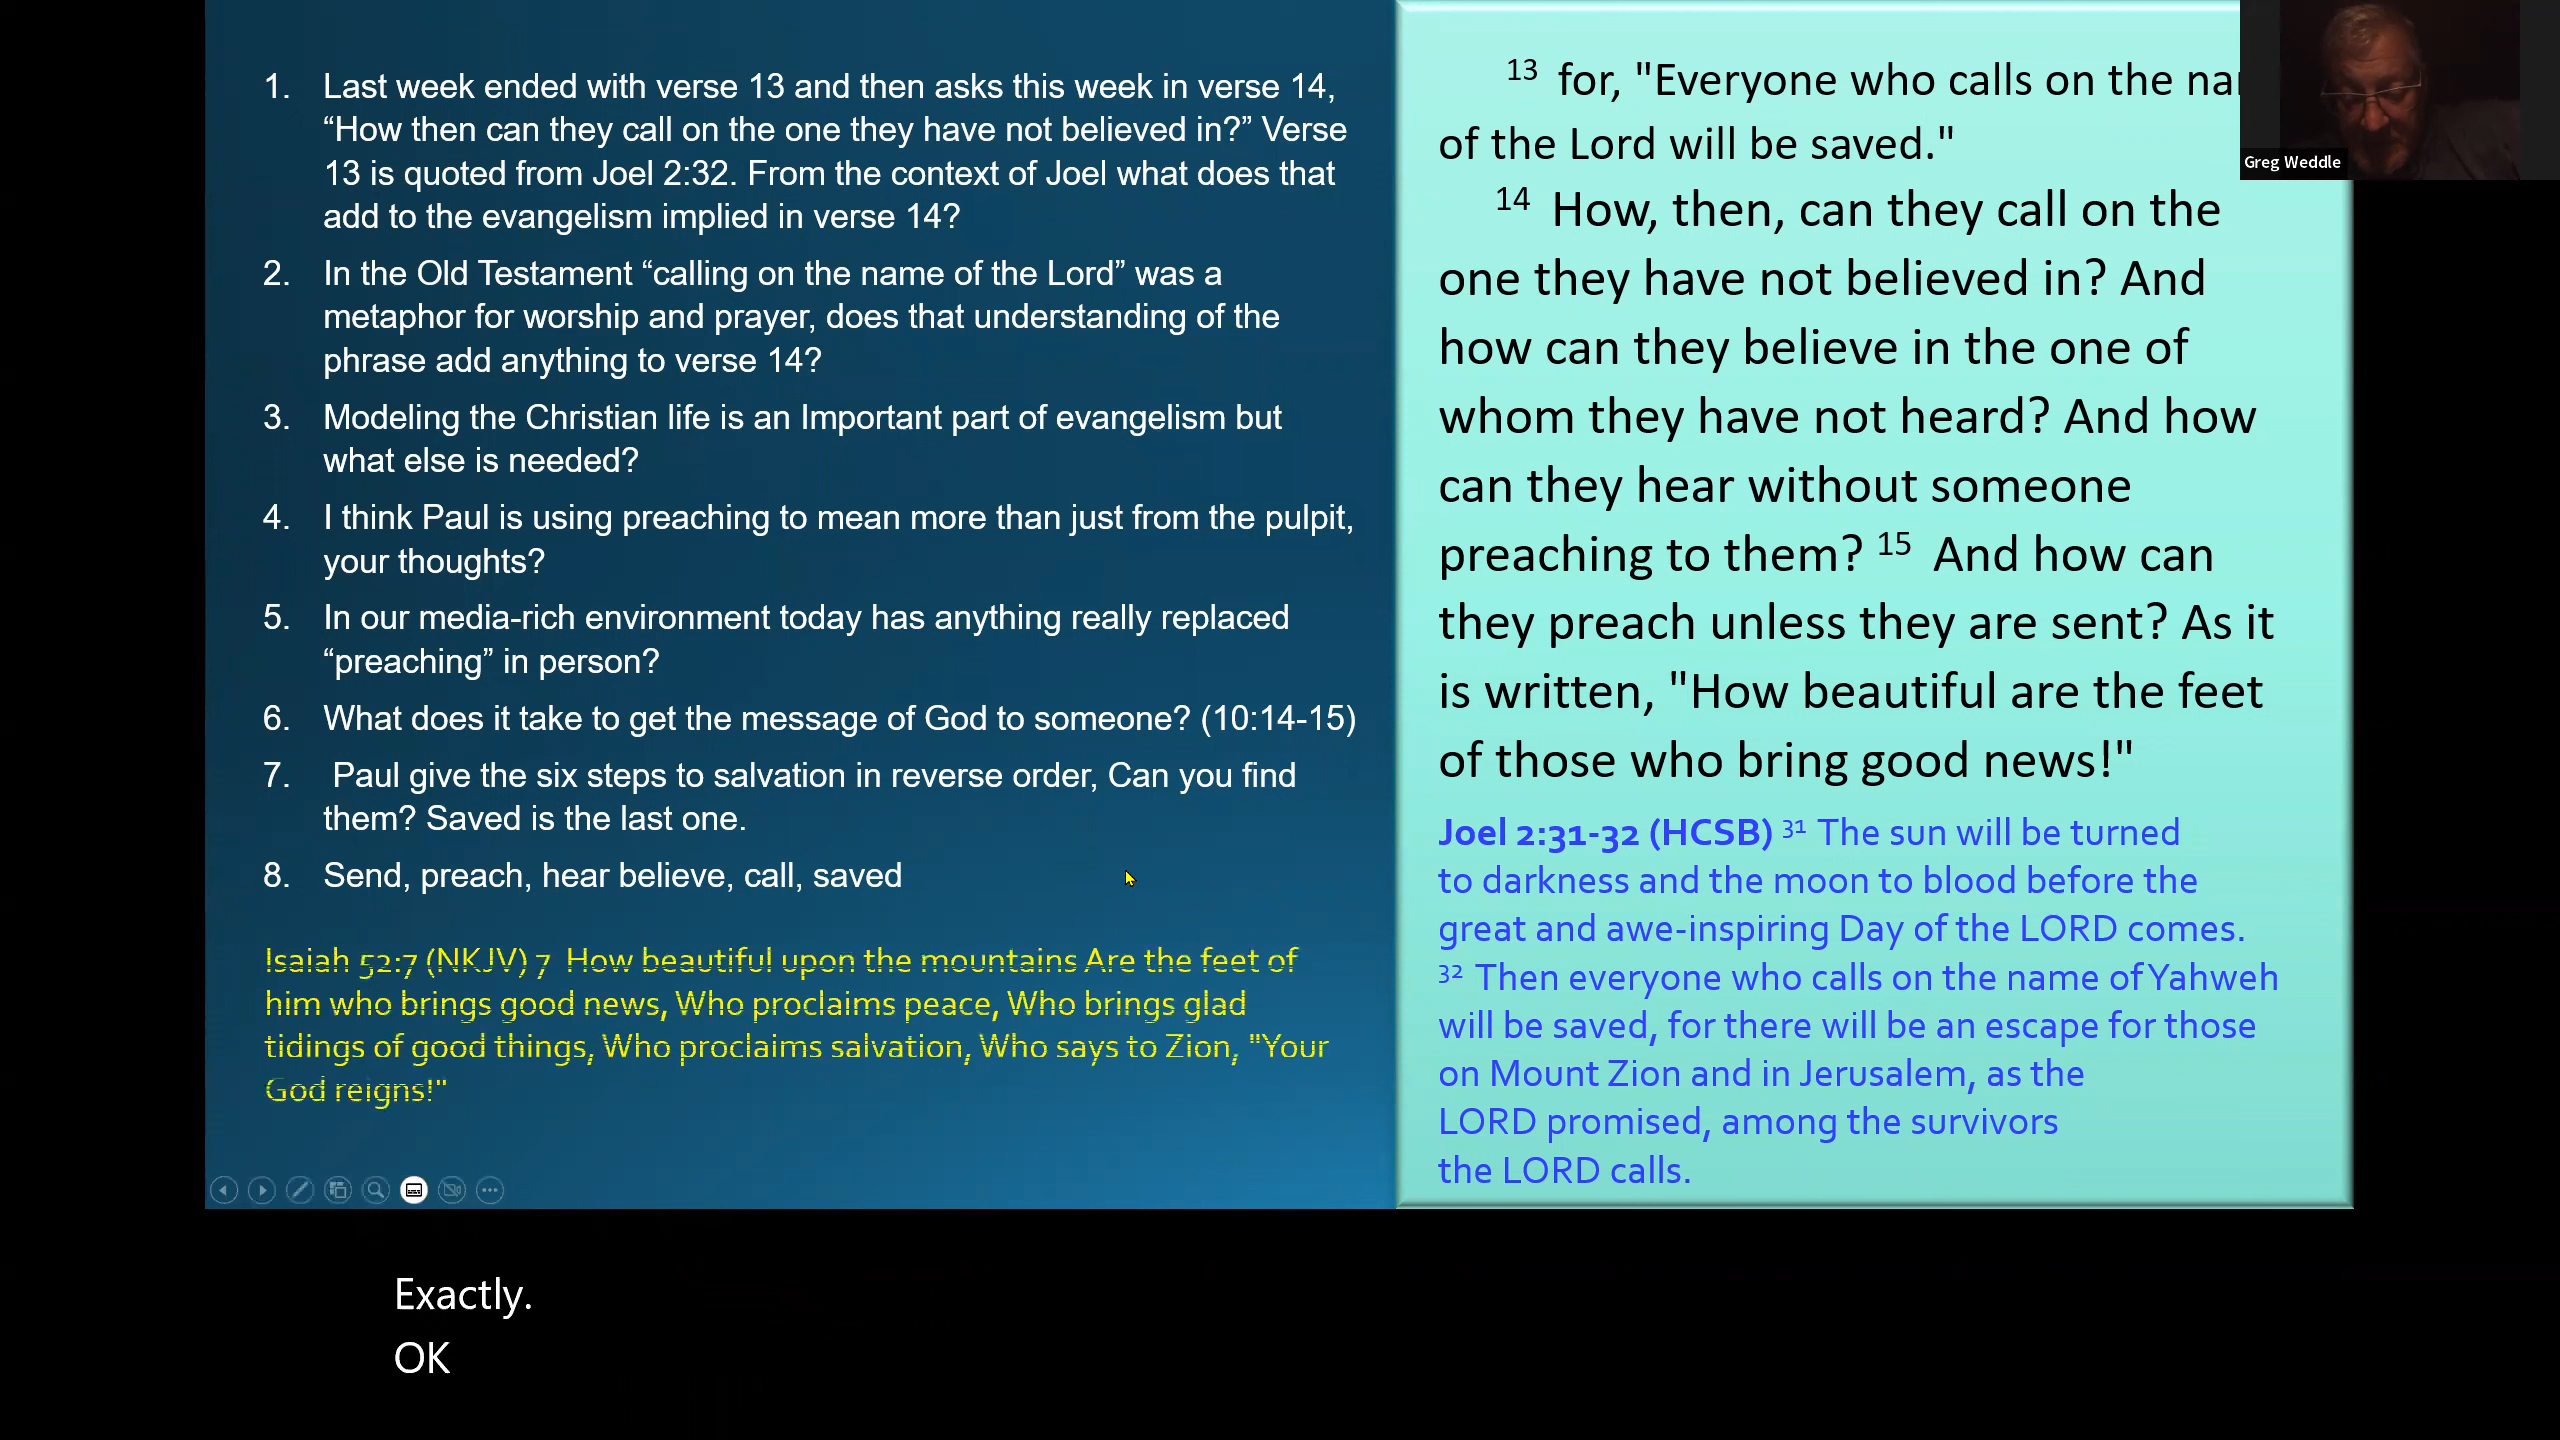 1. Last week ended with verse 13 and then asks this week in verse 14,
“How then can they call on the one they have not believed in?” Verse
13 is quoted from Joel 2:32. From the context of Joel what does that
add to the evangelism implied in verse 14?
2. In the Old Testament “calling on the name of the Lord” was a
metaphor for worship and prayer, does that understanding of the
phrase add anything to verse 14?
3. Modeling the Christian life is an Important part of evangelism but
what else is needed?
4. I think Paul is using preaching to mean more than just from the pulpit,
your thoughts?
5. In our media-rich environment today has anything really replaced
“preaching” in person?
6. What does it take to get the message of God to someone? (10:14-15)
7. Paul give the six steps to salvation in reverse order, Can you find
them? Saved is the last one.
8. Send, preach, hear believe, call, saved
Isaiah 52:7 (NKJV) 7 How beautiful upon the mountains Are the feet of
him who brings good news, Who proclaims peace, Who brings glad
tidings of good things, Who proclaims salvation, Who says to Zion, "Your
God reigns!"
13 for, "Everyone who calls on the
of the Lord will be saved."
14 How, then, can they call on the
one they have not believed in? And
how can they believe in the one of
whom they have not heard? And how
can they hear without someone
preaching to them? 15 And how can
they preach unless they are sent? As it
is written, "How beautiful are the feet
of those who bring good news!"
Joel 2:31-32 (HCSB) 31 The sun will be turned
to darkness and the moon to blood before the
great and awe-inspiring Day of the LORD comes.
32 Then everyone who calls on the name of Yahweh
will be saved, for there will be an escape for those
on Mount Zion and in Jerusalem, as the
LORD promised, among the survivors
the LORD calls.
Greg Weddle
Exactly.
OK